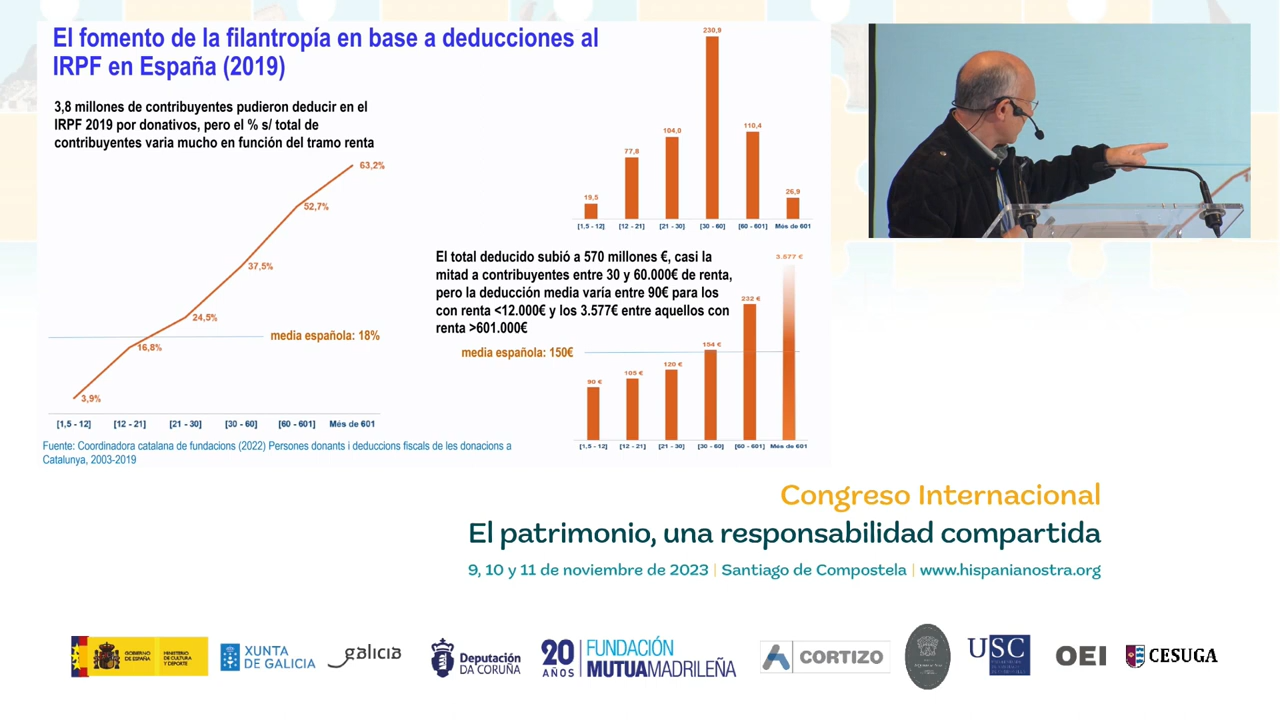 El fomento de la filantropía en base a deducciones al
IRPF en España (2019)
3,8 millones de contribuyentes pudieron deducir en el
IRPF 2019 por donativos, pero el % s/ total de
contribuyentes varia mucho en función del tramo renta
63,2%
52,7%
37,5%
24,5%
media española: 18%
16,8%
3,9%
[1,5 - 12] [12 - 21] [21 - 30] [30 - 60] [60 - 601] Més de 601
Fuente: Coordinadora catalana de fundacions (2022) Persones donants i deduccions fiscals de les donacions a
Catalunya, 2003-2019
230,9
110,4
104,0
77,8
26,9
19,5
[1,5 - 12] [12 - 21] [21 - 30] [30 - 60] [60 - 601] Més de 601
El total deducido subió a 570 millones €, casi la
mitad a contribuyentes entre 30 y 60.000€ de renta,
pero la deducción media varía entre 90€ para los
con renta <12.000€ y los 3.577€ entre aquellos con
renta >601.000€
media española: 150€
3.577 €
232 €
154 €
120 €
105 €
90 €
[1,5 - 12] [12 - 21] [21 - 30] [30 - 60] [60 - 601] Més de 601
Congreso Internacional
El patrimonio, una responsabilidad compartida
9, 10 y 11 de noviembre de 2023 | Santiago de Compostela | www.hispanianostra.org
GOBIERNO
DE ESPAÑA
MINISTERIO
DE CULTURA
Y DEPORTE
XUNTA
DE GALICIA
galicia
Deputación
DA CORUÑA
20
AÑOS
FUNDACIÓN
MUTUAMADRILEÑA
CORTIZO
USC
OEI
CESUGA